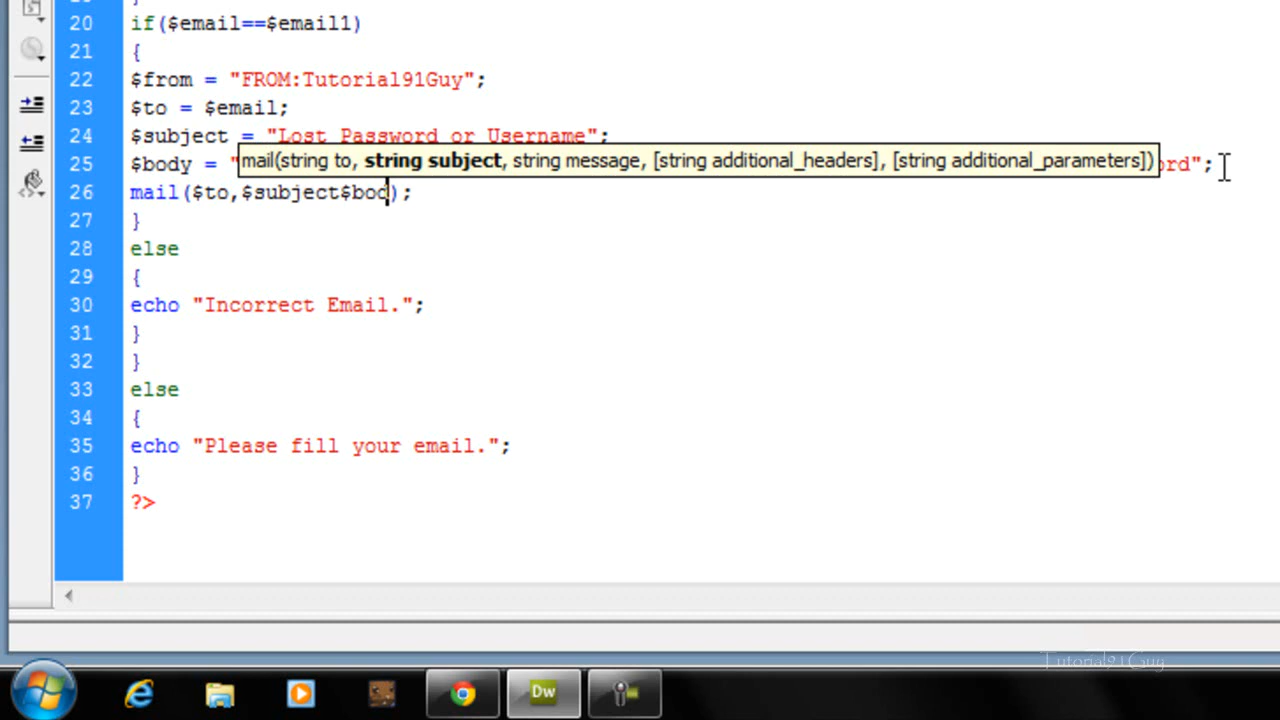 20 if($email==$email1)
21 {
22 $from = "FROM:Tutorial91Guy";
23 $to = $email;
24 $subject = "Lost Password or Username";
mail(string to, string subject, string message, [string additional_headers], [string additional_parameters])
25 $body = " ord";
26 mail($to,$subject$bod);
27 }
28 else
29 {
30 echo "Incorrect Email.";
31 }
32 }
33 else
34 {
35 echo "Please fill your email.";
36 }
37 ?>
Tutorial91Guy
Dw